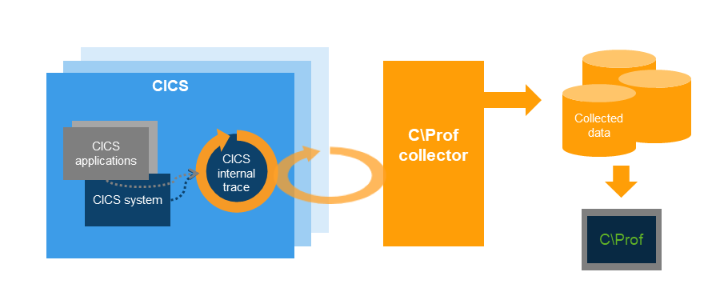 CICS
CICS
applications
CICS system
CICS
internal
trace
C\Prof
collector
Collected
data
C\Prof